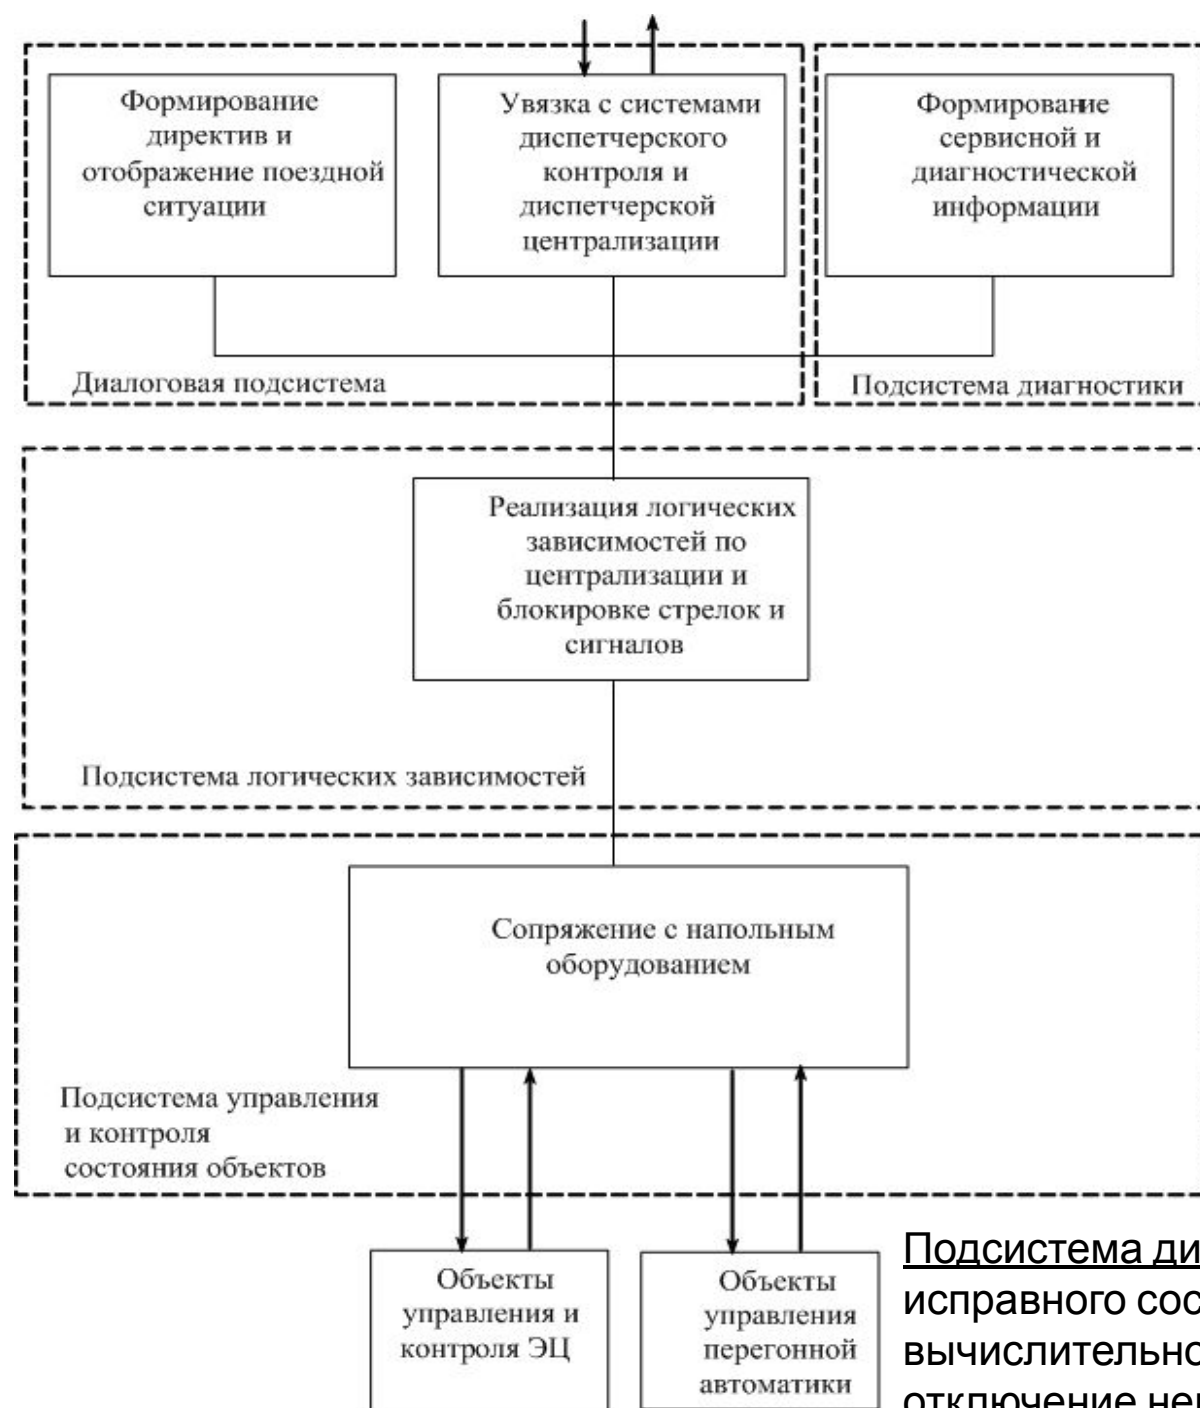 Формирование
директив и
отображение поездной
ситуации
Увязка с системами
диспетчерского
контроля и
диспетчерской
централизации
Формирование
сервисной и
диагностической
информации
Диалоговая подсистема
Подсистема диагностики
Реализация логических
зависимостей по
централизации и
блокировке стрелок и
сигналов
Подсистема логических зависимостей
Сопряжение с напольным
оборудованием
Подсистема управления
и контроля
состояния объектов
Объекты
управления и
контроля ЭЦ
Объекты
управления
перегонной
автоматики
Подсистема
исправного
отключение